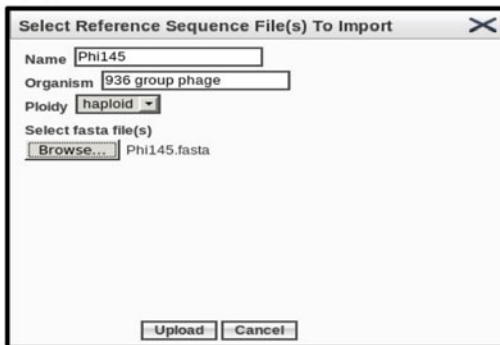 Select Reference Sequence File(s) To Import
Name Phi145
Organism 936 group phage
Ploidy haploid
Select fasta file(s)
Browse... Phi145.fasta
Upload Cancel